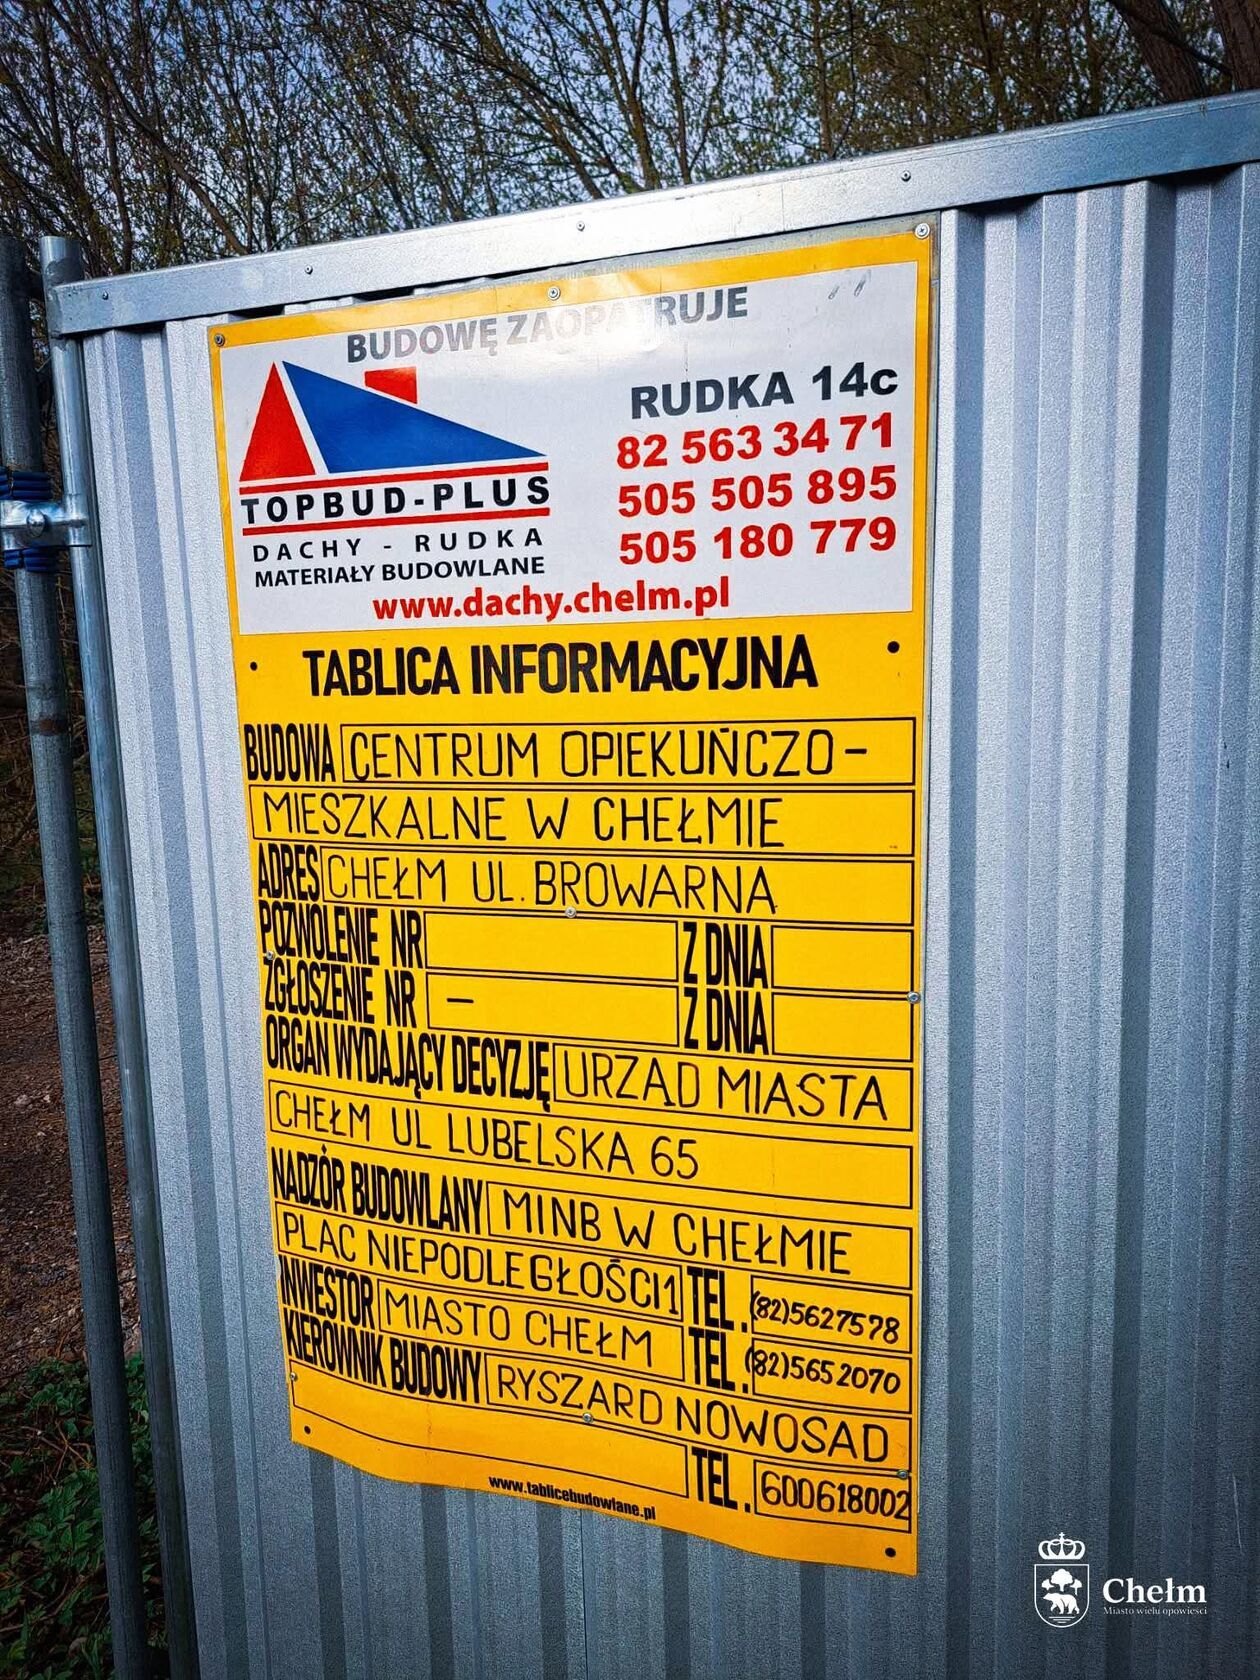 BUDOWĘ ZAOPATRUJE
RUDKA 14c
82 563 34 71
505 505 895
505 180 779
TOPBUD-PLUS
DACHY - RUDKA
MATERIAŁY BUDOWLANE
www.dachy.chelm.pl
TABLICA INFORMACYJNA
BUDOWA CENTRUM OPIEKUŃCZO-
MIESZKALNE W CHEŁMIE
ADRES CHEŁM UL. BROWARNA
POZWOLENIE NR Z DNIA
ZGŁOSZENIE NR – Z DNIA
ORGAN WYDAJĄCY DECYZJĘ URZĄD MIASTA
CHEŁM UL LUBELSKA 65
NADZÓR BUDOWLANY MINB W CHEŁMIE
PLAC NIEPODLEGŁOŚCI 1 TEL. (82)5627578
INWESTOR MIASTO CHEŁM TEL. (82)5652070
KIEROWNIK BUDOWY RYSZARD NOWOSAD
TEL. 600618002
www.tablicebudowlane.pl
Chełm
Miasto wielu opowieści